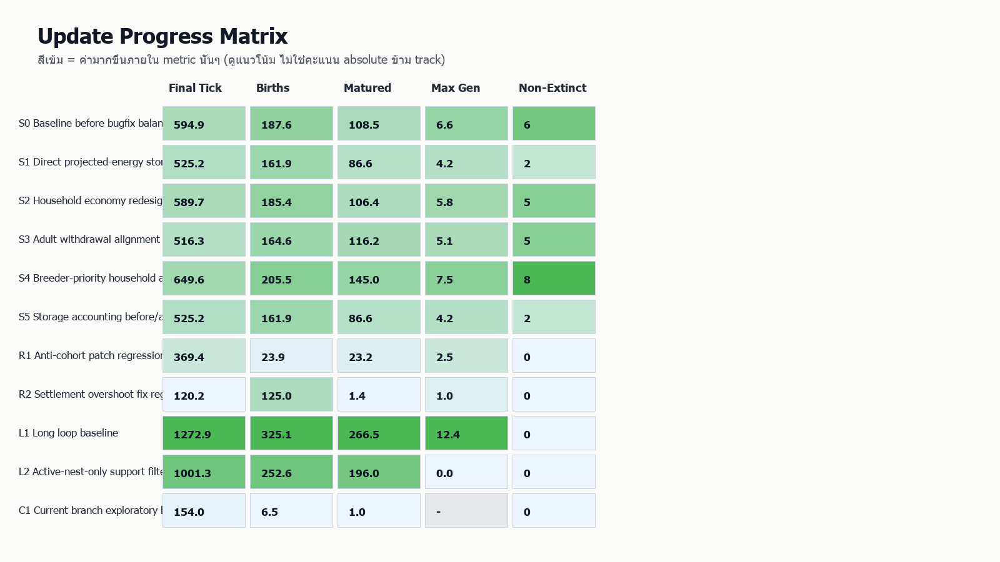 Update Progress Matrix
สีเข้ม = ค่ามากขึ้นภายใน metric นั้นๆ (ดูแนวโน้ม ไม่ใช่คะแนน absolute ข้าม track)
Final Tick Births Matured Max Gen Non-Extinct
S0 Baseline before bugfix balan 594.9 187.6 108.5 6.6 6
S1 Direct projected-energy stor 525.2 161.9 86.6 4.2 2
S2 Household economy redesig 589.7 185.4 106.4 5.8 5
S3 Adult withdrawal alignment 516.3 164.6 116.2 5.1 5
S4 Breeder-priority household a 649.6 205.5 145.0 7.5 8
S5 Storage accounting before/a 525.2 161.9 86.6 4.2 2
R1 Anti-cohort patch regression 369.4 23.9 23.2 2.5 0
R2 Settlement overshoot fix reg 120.2 125.0 1.4 1.0 0
L1 Long loop baseline 1272.9 325.1 266.5 12.4 0
L2 Active-nest-only support filte 1001.3 252.6 196.0 0.0 0
C1 Current branch exploratory 154.0 6.5 1.0 - 0